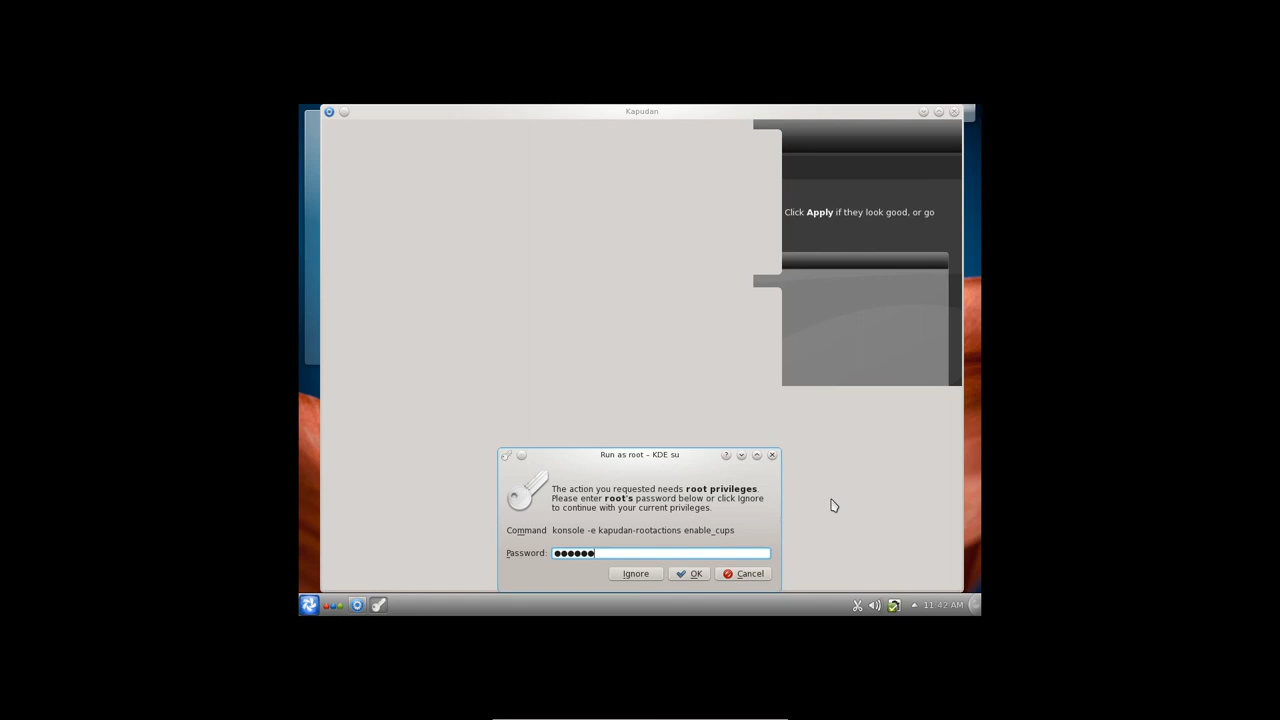 Kapudan
Click Apply if they look good, or go
Run as root – KDE su
The action you requested needs root privileges.
Please enter root's password below or click Ignore
to continue with your current privileges.
Command konsole -e kapudan-rootactions enable_cups
Password: ●●●●●●
Ignore OK Cancel
11:42 AM